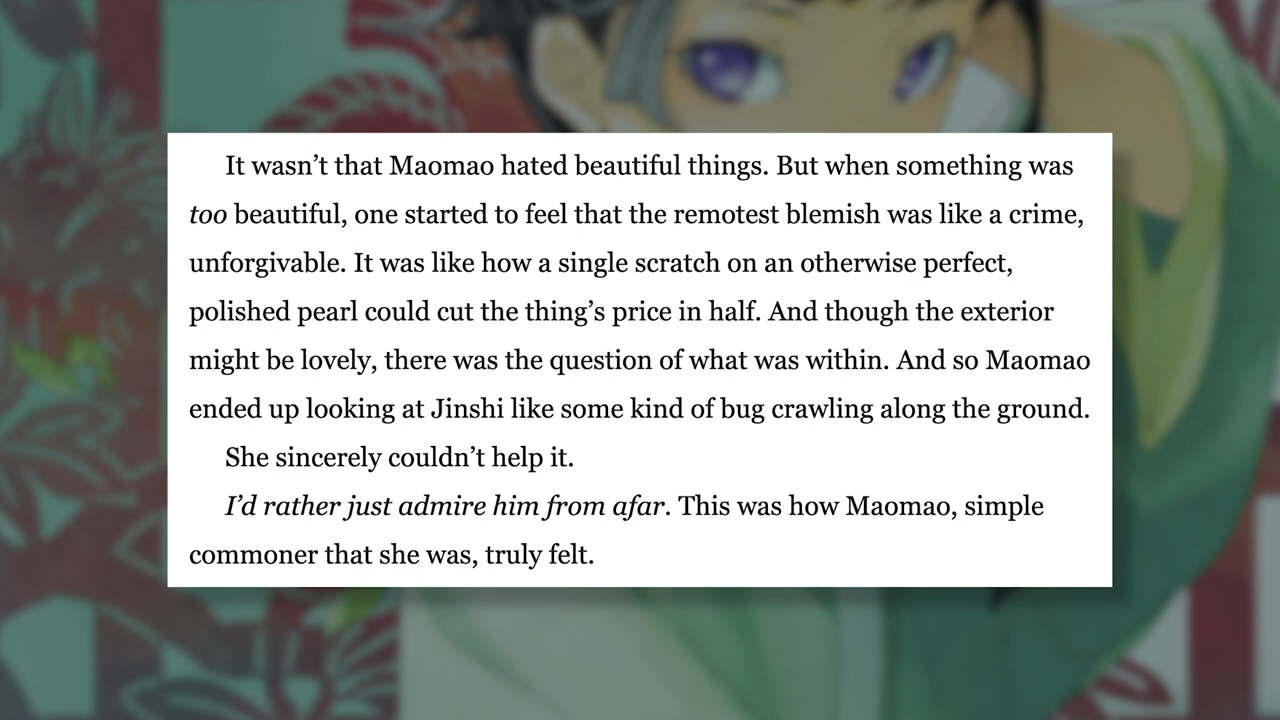 It wasn’t that Maomao hated beautiful things. But when something was
too beautiful, one started to feel that the remotest blemish was like a crime,
unforgivable. It was like how a single scratch on an otherwise perfect,
polished pearl could cut the thing’s price in half. And though the exterior
might be lovely, there was the question of what was within. And so Maomao
ended up looking at Jinshi like some kind of bug crawling along the ground.
She sincerely couldn’t help it.
I’d rather just admire him from afar. This was how Maomao, simple
commoner that she was, truly felt.